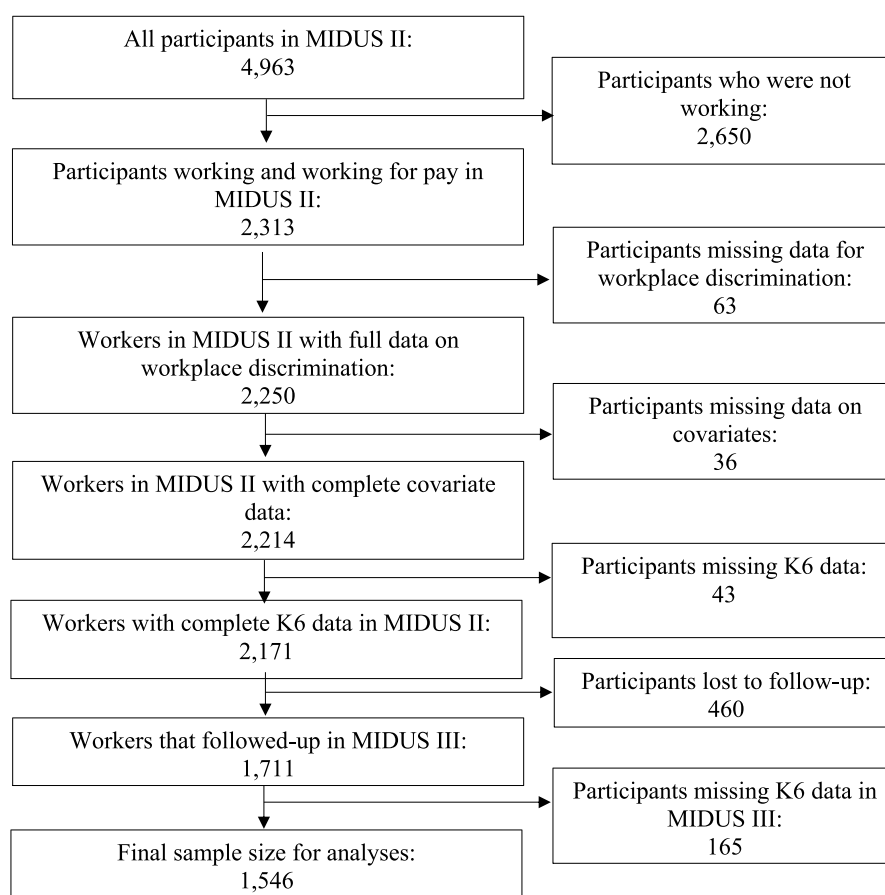 All participants in MIDUS II:
4,963
Participants who were not
working:
2,650
Participants working and working for pay in
MIDUS II:
2,313
Participants missing data for
workplace discrimination:
63
Workers in MIDUS II with full data on
workplace discrimination:
2,250
Participants missing data on
covariates:
36
Workers in MIDUS II with complete covariate
data:
2,214
Participants missing K6 data:
43
Workers with complete K6 data in MIDUS II:
2,171
Participants lost to follow-up:
460
Workers that followed-up in MIDUS III:
1,711
Participants missing K6 data in
MIDUS III:
165
Final sample size for analyses:
1,546